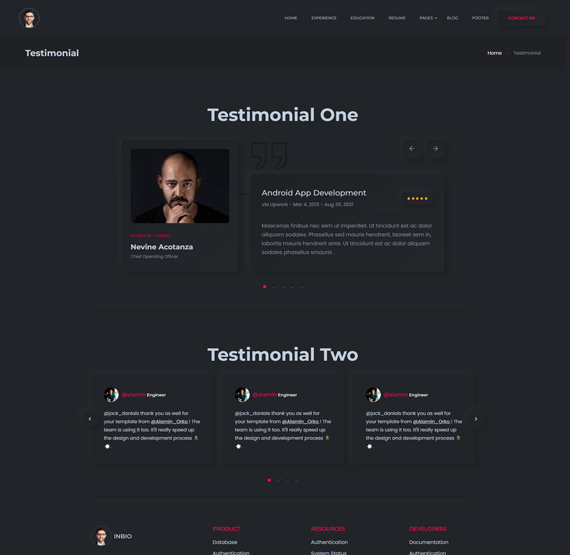 HOME EXPERIENCE EDUCATION RESUME PAGES BLOG FOOTER CONTACT ME
Testimonial
Home Testimonial
Testimonial One
Android App Development
via Upwork - Mar 4, 2015 - Aug 30, 2021
Maecenas finibus nec sem ut imperdiet. Ut tincidunt est ac dolor
aliquam sodales. Phasellus sed mauris hendrerit, laoreet sem in,
lobortis mauris hendrerit ante. Ut tincidunt est ac dolor aliquam
sodales phasellus smauris
Nevine Acotanza
Chief Operating Officer
Testimonial Two
@alamin Engineer
@jack_danials thank you as well for
your template from @Alamin_Orko ! The
team is using it too. It'll really speed up
the design and development process
@alamin Engineer
@jack_danials thank you as well for
your template from @Alamin_Orko ! The
team is using it too. It'll really speed up
the design and development process
@alamin Engineer
@jack_danials thank you as well for
your template from @Alamin_Orko ! The
team is using it too. It'll really speed up
the design and development process
INBIO
PRODUCT
Database
Authentication
RESOURCES
Authentication
System Status
DEVELOPERS
Documentation
Authentication